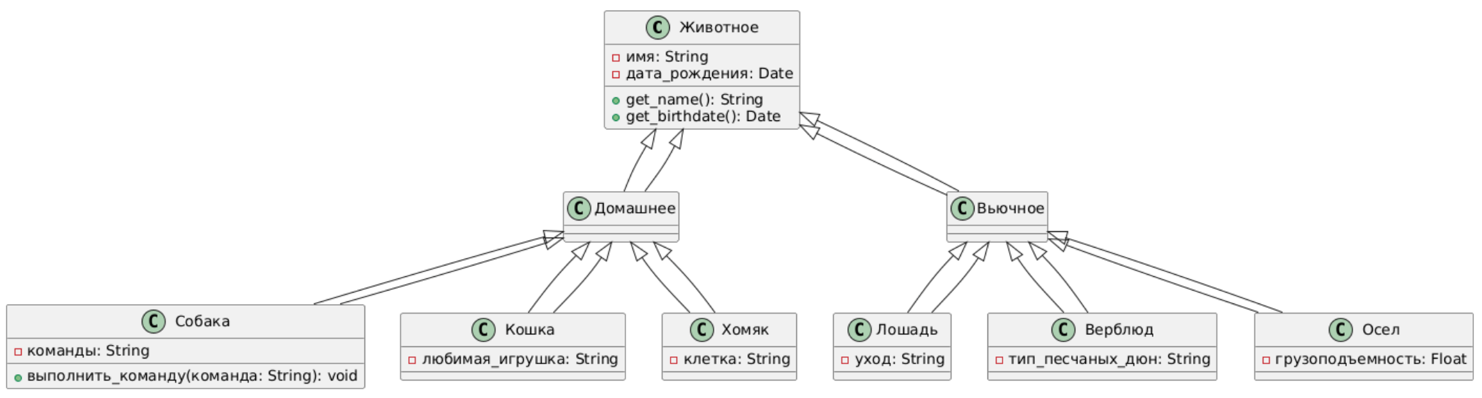 C Животное
имя: String
дата_рождения: Date
get_name(): String
get_birthdate(): Date
C Домашнее
C Вьючное
C Собака
команды: String
выполнить_команду(команда: String): void
C Кошка
любимая_игрушка: String
C Хомяк
клетка: String
C Лошадь
уход: String
C Верблюд
тип_песчаных_дюн: String
C Осел
грузоподъемность: Float